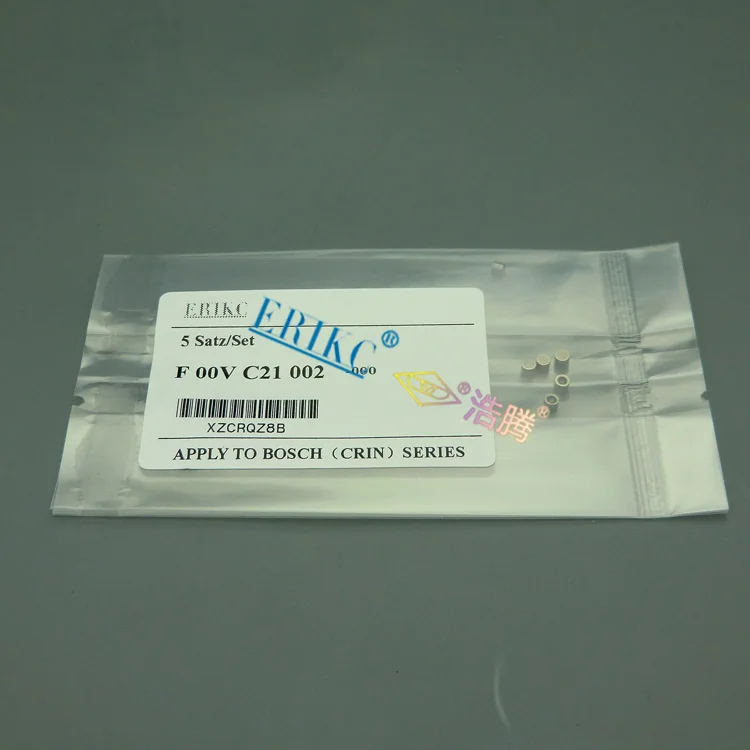 ERIKC
5 Satz/Set
F 00V C21 002
XZCRQZ8B
APPLY TO BOSCH（CRIN）SERIES
ERIKC®
®浩腾®